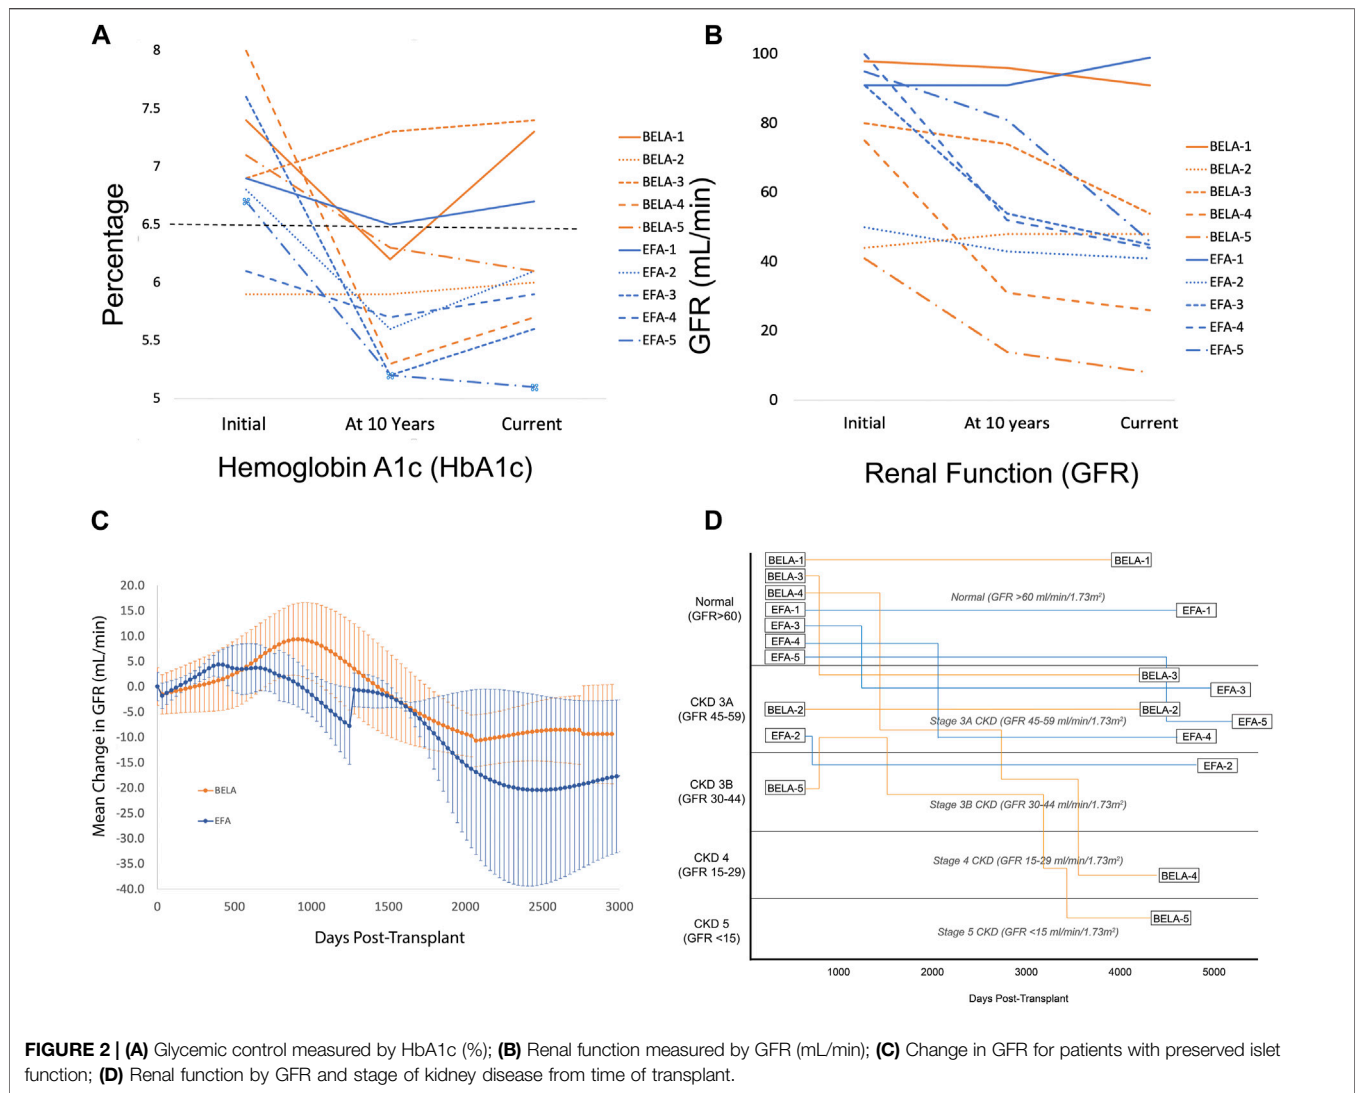 A
8
7.5
7
6.5
6
5.5
5
Percentage
Initial
At 10 Years
Current
Hemoglobin A1c (HbA1c)
BELA-1
BELA-2
BELA-3
BELA-4
BELA-5
EFA-1
EFA-2
EFA-3
EFA-4
EFA-5
B
100
80
60
40
20
0
GFR (mL/min)
Initial
At 10 years
Current
Renal Function (GFR)
BELA-1
BELA-2
BELA-3
BELA-4
BELA-5
EFA-1
EFA-2
EFA-3
EFA-4
EFA-5
C
20.0
15.0
10.0
5.0
0.0
-5.0
-10.0
-15.0
-20.0
-25.0
-30.0
-35.0
-40.0
Mean Change in GFR (mL/min)
BELA
EFA
0 500 1000 1500 2000 2500 3000
Days Post-Transplant
D
Normal
(GFR>60)
CKD 3A
(GFR 45-59)
CKD 3B
(GFR 30-44)
CKD 4
(GFR 15-29)
CKD 5
(GFR <15)
BELA-1
BELA-3
BELA-4
EFA-1
EFA-3
EFA-4
EFA-5
BELA-2
EFA-2
BELA-5
BELA-1
Normal (GFR >60 ml/min/1.73m²)
EFA-1
BELA-3
EFA-3
BELA-2
Stage 3A CKD (GFR 45-59 ml/min/1.73m²)
EFA-5
EFA-4
EFA-2
Stage 3B CKD (GFR 30-44 ml/min/1.73m²)
Stage 4 CKD (GFR 15-29 ml/min/1.73m²)
BELA-4
BELA-5
Stage 5 CKD (GFR <15 ml/min/1.73m²)
1000 2000 3000 4000 5000
Days Post-Transplant
FIGURE 2 | (A) Glycemic control measured by HbA1c (%); (B) Renal function measured by GFR (mL/min); (C) Change in GFR for patients with preserved islet
function; (D) Renal function by GFR and stage of kidney disease from time of transplant.